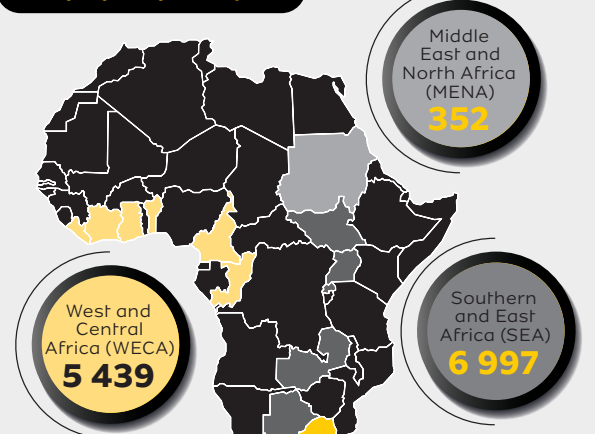 Middle
East and
North Africa
(MENA)
352
West and
Central
Africa (WECA)
5 439
Southern
and East
Africa (SEA)
6 997